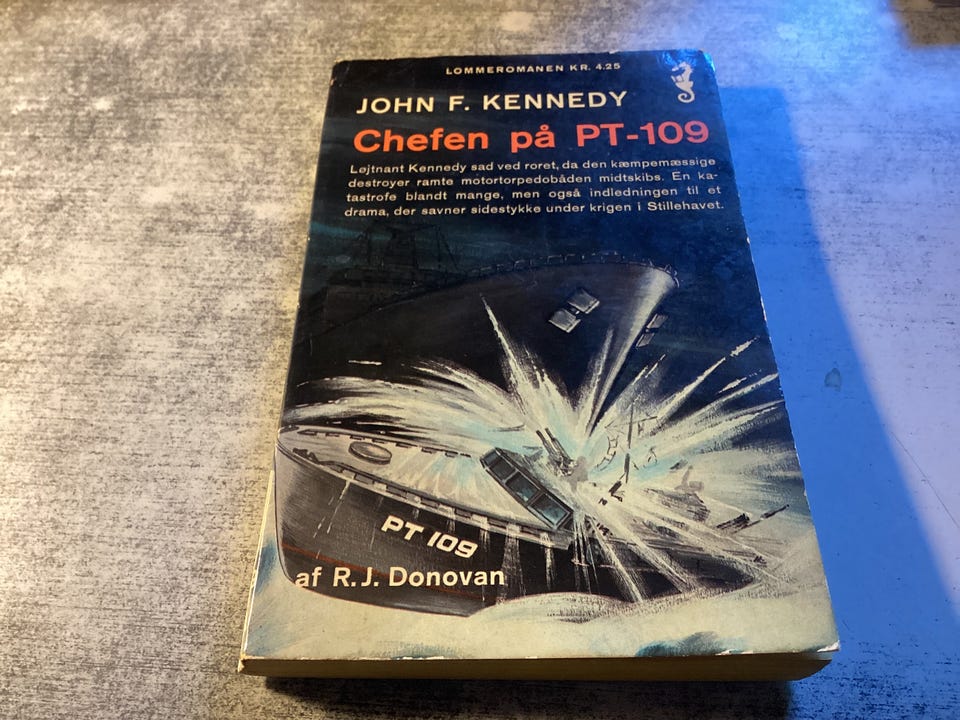 LOMMEROMANEN KR. 4.25
JOHN F. KENNEDY
Chefen på PT-109
Løjtnant Kennedy sad ved roret, da den kæmpemæssige
destroyer ramte motortorpedobåden midtskibs. En ka-
tastrofe blandt mange, men også indledningen til et
drama, der savner sidestykke under krigen i Stillehavet.
PT 109
af R.J. Donovan